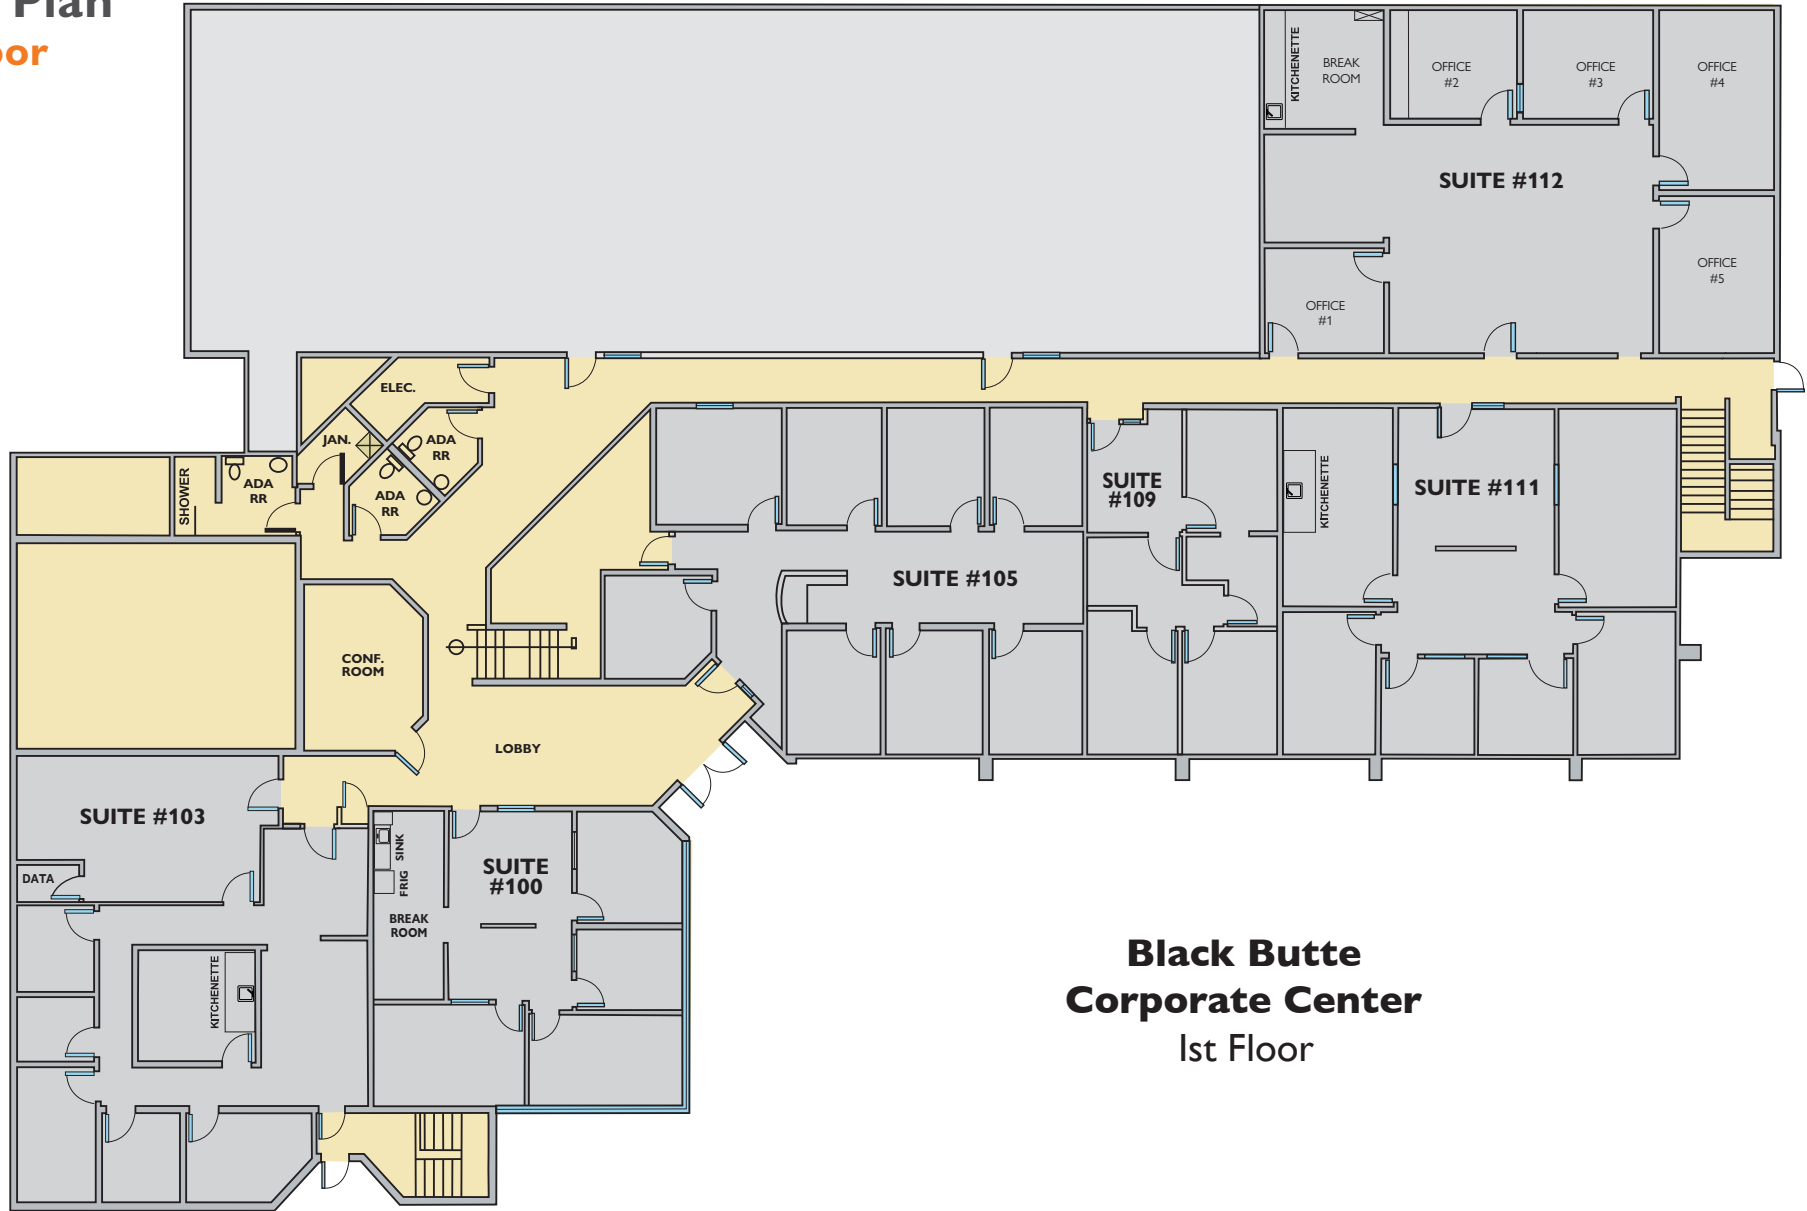 Plan
KITCHENETTE
BREAK
ROOM
OFFICE
#2
OFFICE
#3
OFFICE
#4
SUITE #112
OFFICE
#5
OFFICE
#1
ELEC.
JAN.
ADA
RR
ADA
RR
ADA
RR
SHOWER
SUITE
#109
KITCHENETTE
SUITE #111
SUITE #105
CONF.
ROOM
LOBBY
SUITE #103
DATA
SINK
FRIG
SUITE
#100
BREAK
ROOM
KITCHENETTE
Black Butte
Corporate Center
1st Floor